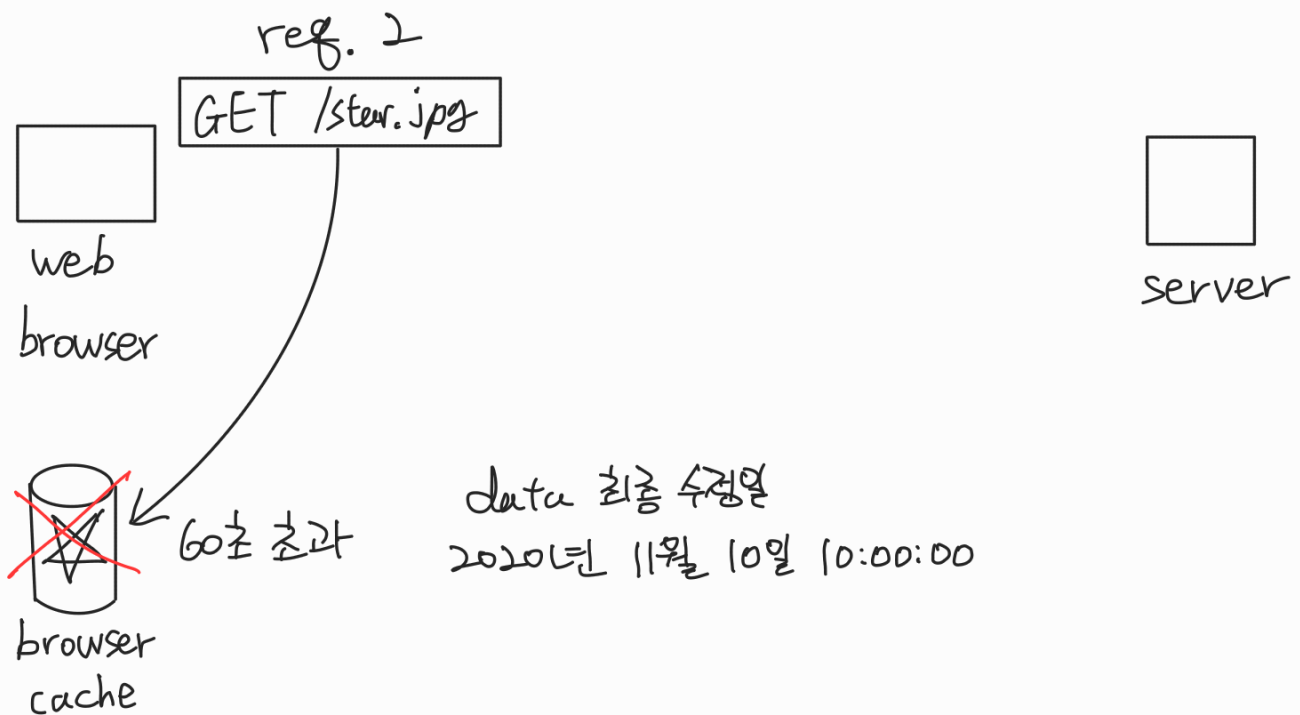 req. 2
GET /star.jpg
web
browser
server
60초 초과
data 최종 수정일
2020년 11월 10일 10:00:00
browser
cache